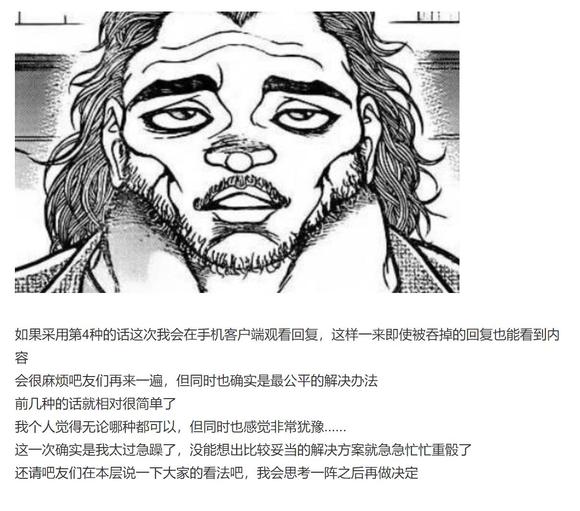 如果采用第4种的话这次我会在手机客户端观看回复，这样一来即使被吞掉的回复也能看到内
容
会很麻烦吧友们再来一遍，但同时也确实是最公平的解决办法
前几种的话就相对很简单了
我个人觉得无论哪种都可以，但同时也感觉非常犹豫......
这一次确实是我太过急躁了，没能想出比较妥当的解决方案就急急忙忙重骰了
还请吧友们在本层说一下大家的看法吧，我会思考一阵之后再做决定